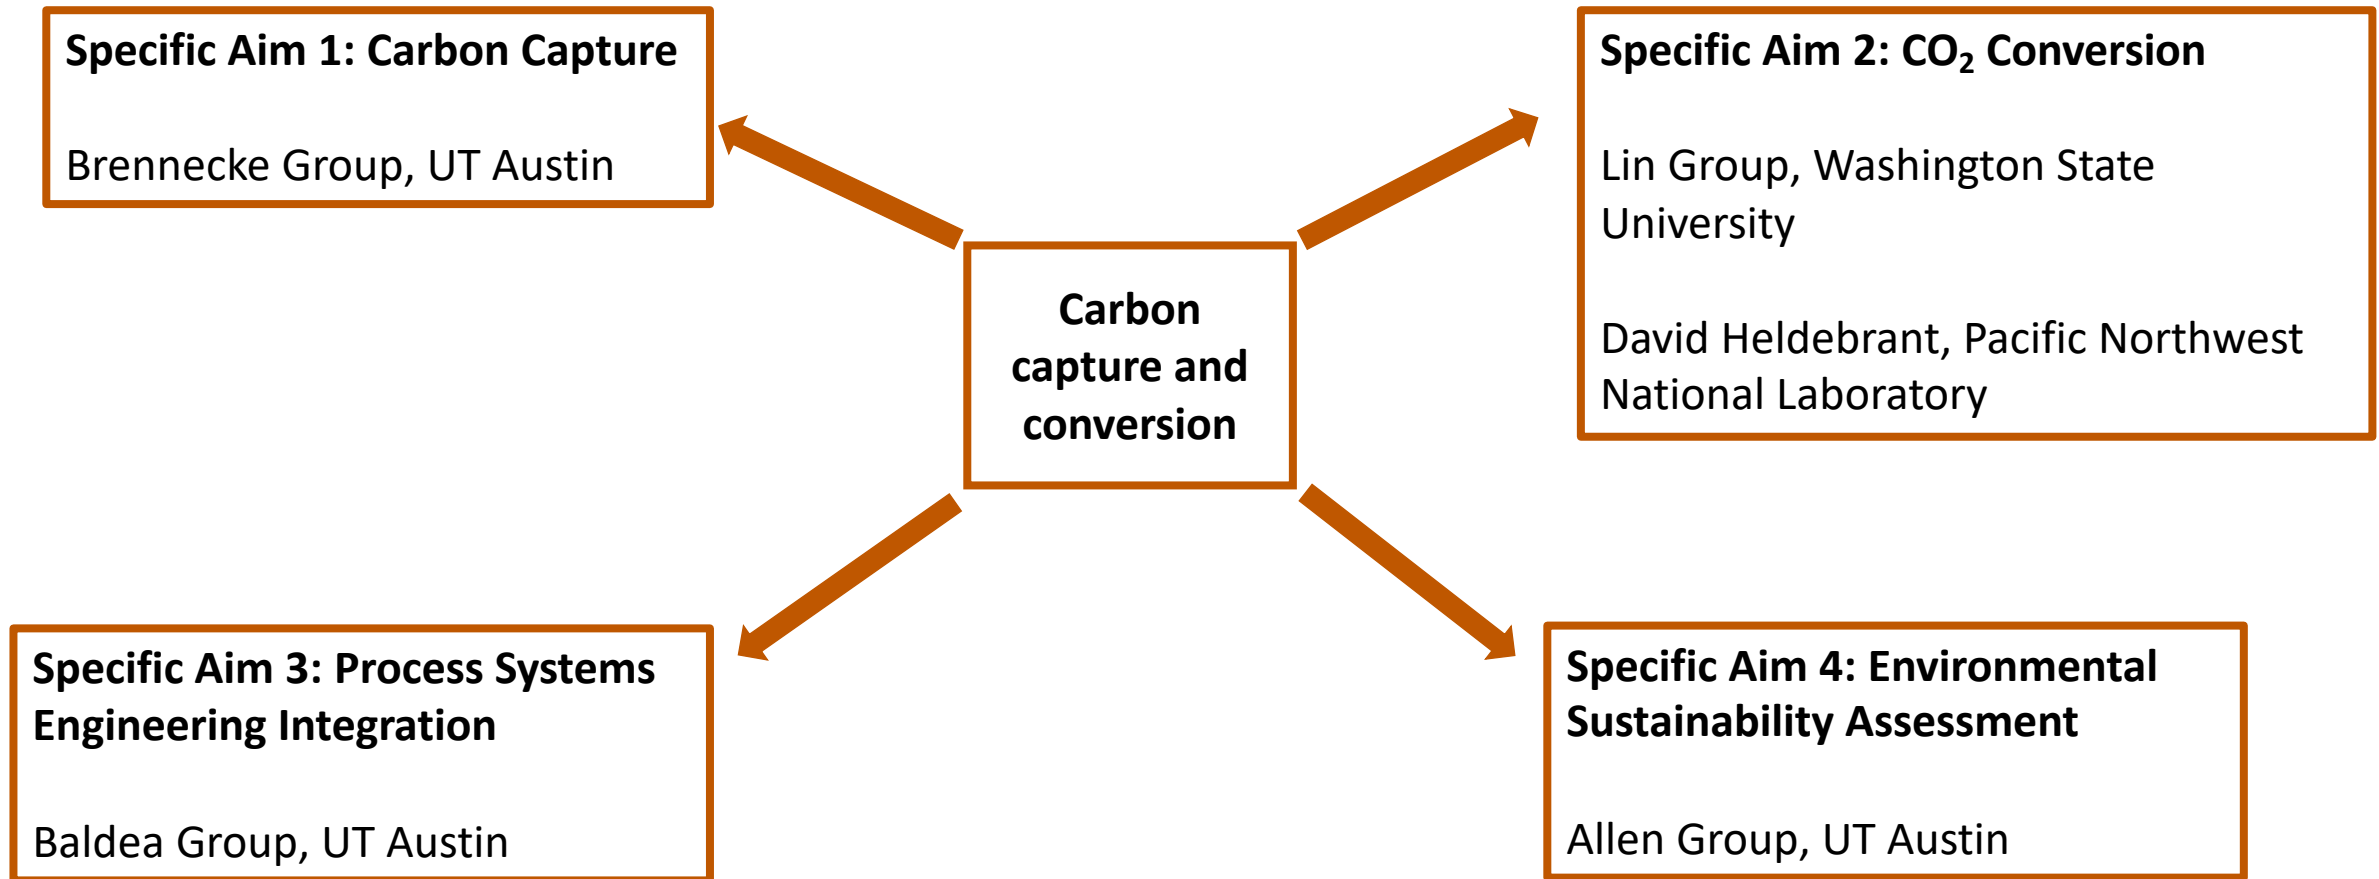 Specific Aim 1: Carbon Capture
Brennecke Group, UT Austin
Specific Aim 2: CO₂ Conversion
Lin Group, Washington State
University
David Heldebrant, Pacific Northwest
National Laboratory
Carbon
capture and
conversion
Specific Aim 3: Process Systems
Engineering Integration
Baldea Group, UT Austin
Specific Aim 4: Environmental
Sustainability Assessment
Allen Group, UT Austin